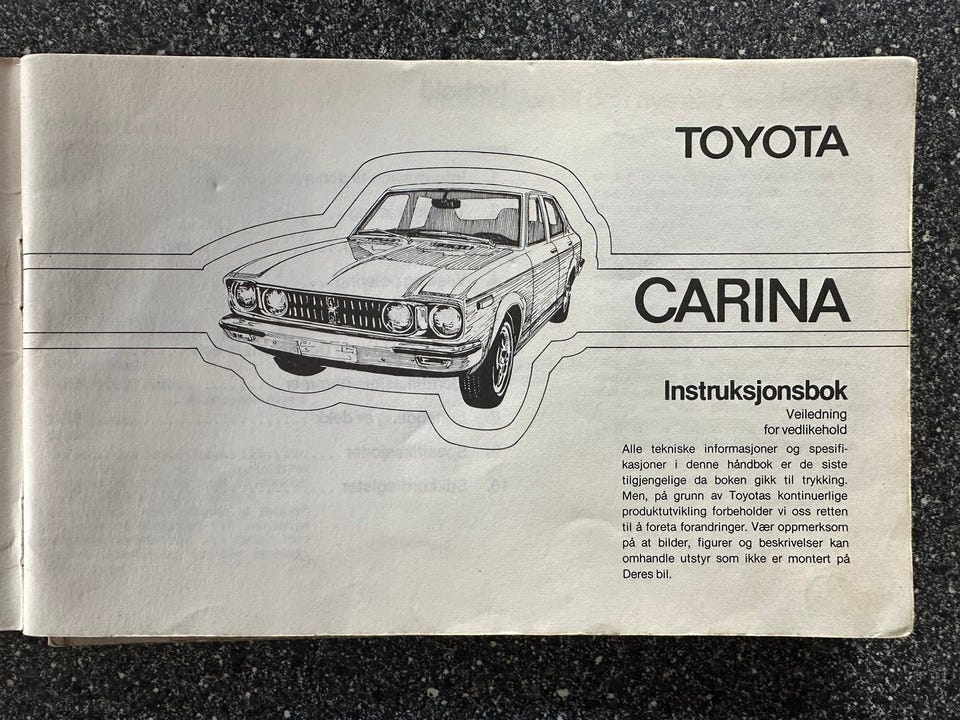 TOYOTA
CARINA
Instruksjonsbok
Veiledning
for vedlikehold
Alle tekniske informasjoner og spesifi-
kasjoner i denne håndbok er de siste
tilgjengelige da boken gikk til trykking.
Men, på grunn av Toyotas kontinuerlige
produktutvikling forbeholder vi oss retten
til å foreta forandringer. Vær oppmerksom
på at bilder, figurer og beskrivelser kan
omhandle utstyr som ikke er montert på
Deres bil.